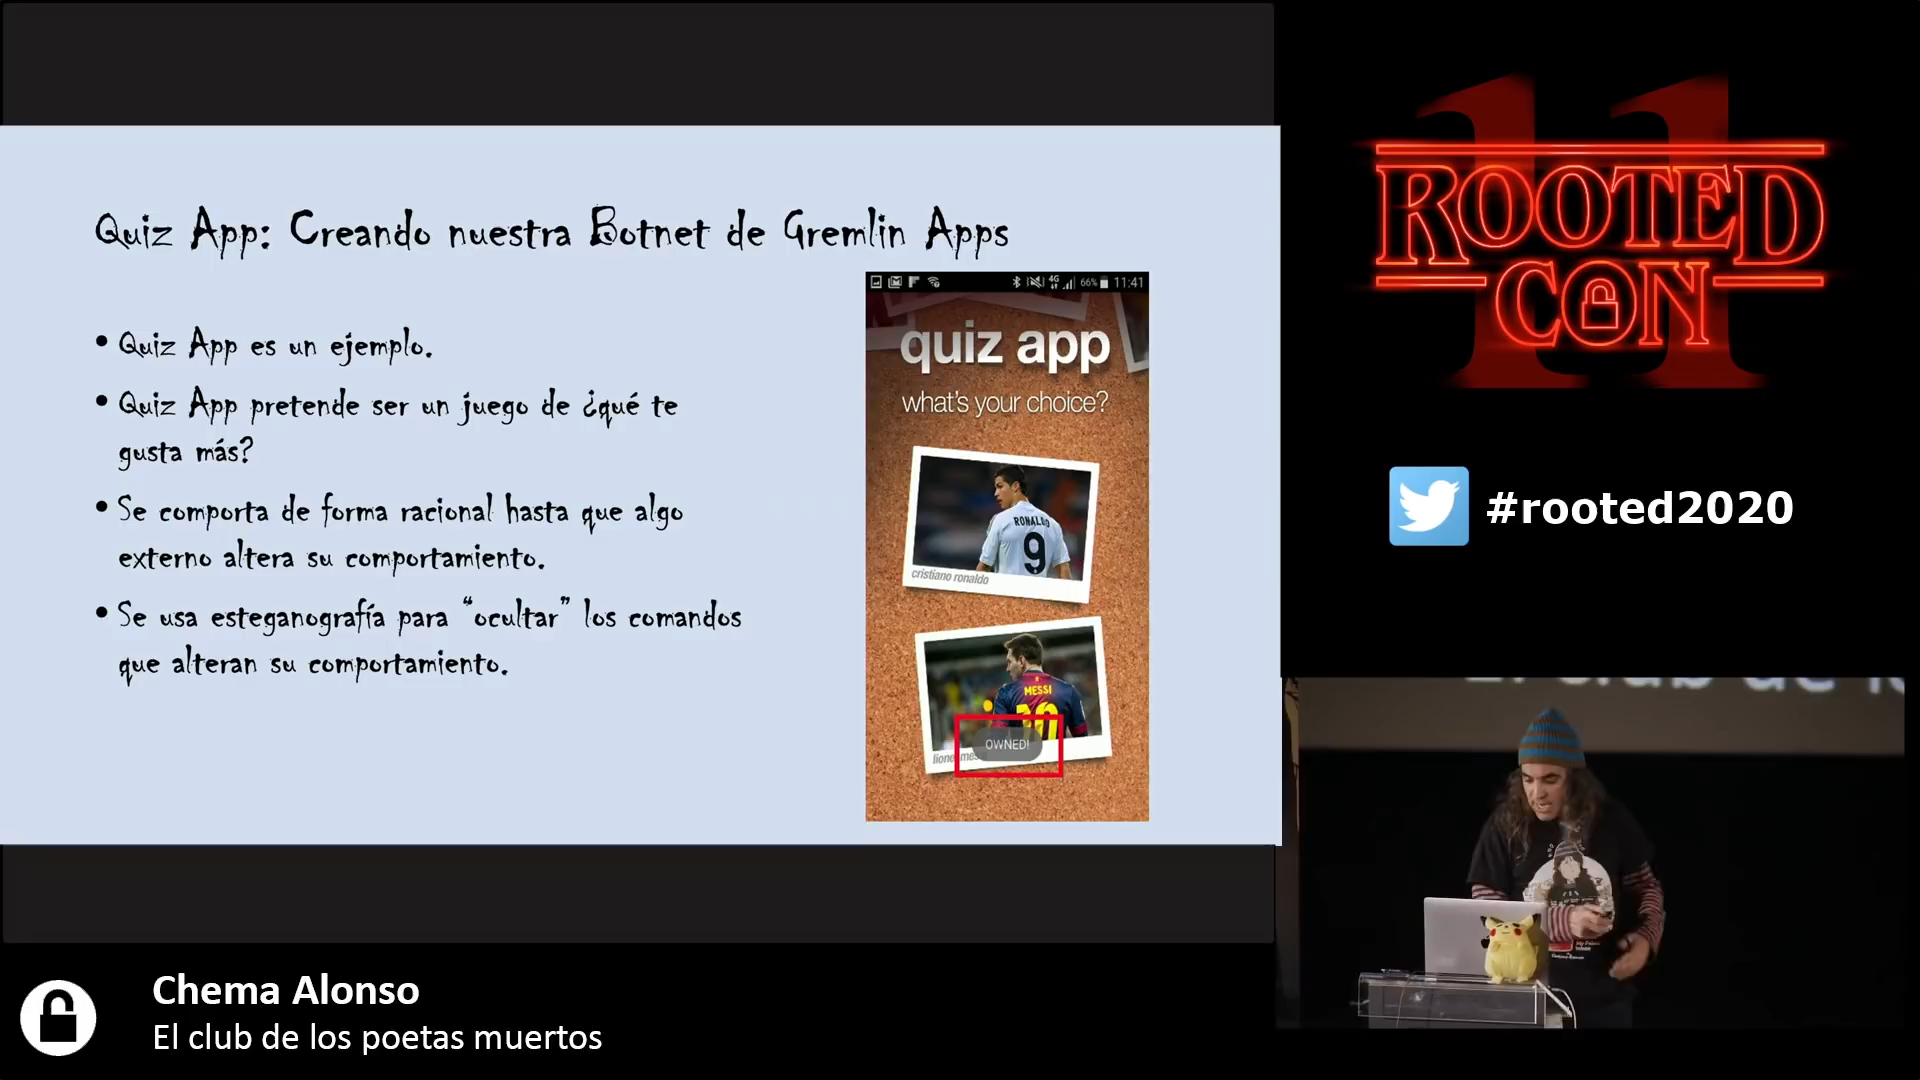 Quiz App: Creando nuestra Botnet de Gremlin Apps
• Quiz App es un ejemplo.
• Quiz App pretende ser un juego de ¿qué te
gusta más?
• Se comporta de forma racional hasta que algo
externo altera su comportamiento.
• Se usa esteganografía para “ocultar” los comandos
que alteran su comportamiento.
4G
66%
11:41
quiz app
what's your choice?
RONALDO
9
cristiano ronaldo
MESSI
10
OWNED!
11
ROOTED
CON
#rooted2020
Chema Alonso
El club de los poetas muertos